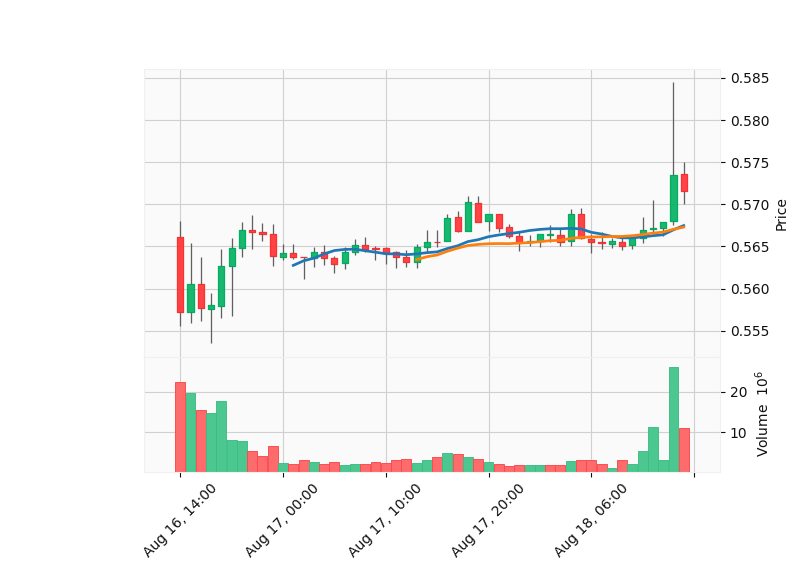 0.585
0.580
0.575
0.570
0.565
0.560
0.555
Price
20
10
Volume 10^6
Aug 16, 14:00
Aug 17, 00:00
Aug 17, 10:00
Aug 17, 20:00
Aug 18, 06:00